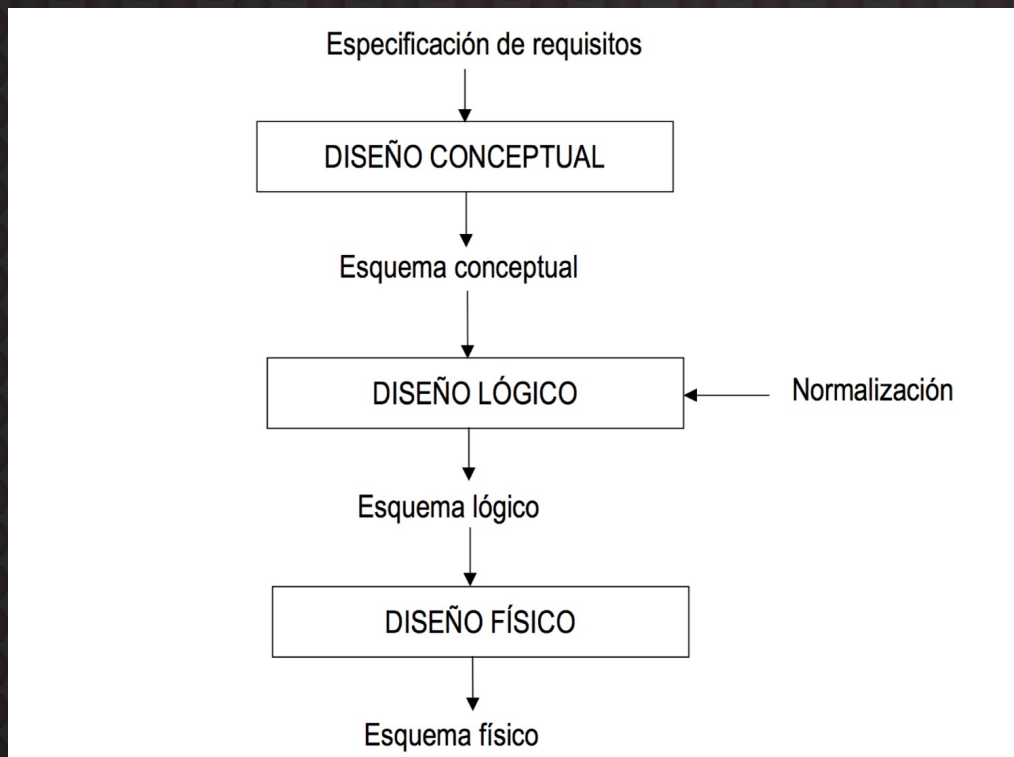 Especificación de requisitos
DISEÑO CONCEPTUAL
Esquema conceptual
DISEÑO LÓGICO
Normalización
Esquema lógico
DISEÑO FÍSICO
Esquema físico